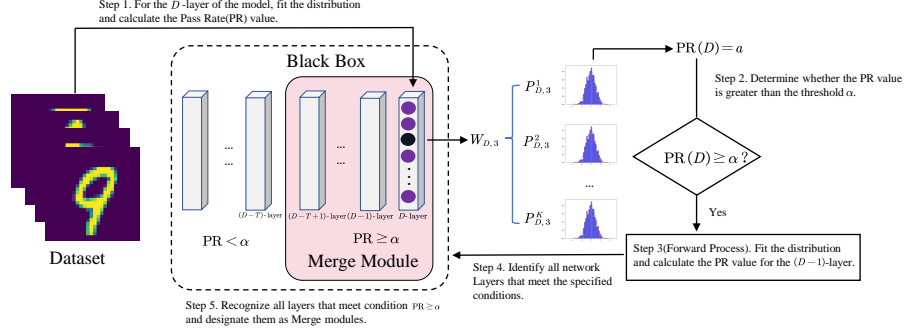 Step 1. For the D-layer of the model, fit the distribution
and calculate the Pass Rate(PR) value.
Black Box
PR(D)=a
Step 2. Determine whether the PR value
is greater than the threshold α.
P^1_{D,3}
...
...
...
...
W_{D,3}
P^2_{D,3}
PR(D)≥α?
...
(D−T)-layer
(D−T+1)-layer
(D−1)-layer
D-layer
P^K_{D,3}
Yes
PR<α
PR≥α
Merge Module
Dataset
Step 3(Forward Process). Fit the distribution
and calculate the PR value for the (D−1)-layer.
Step 4. Identify all network
Layers that meet the specified
conditions.
Step 5. Recognize all layers that meet condition PR≥α
and designate them as Merge modules.